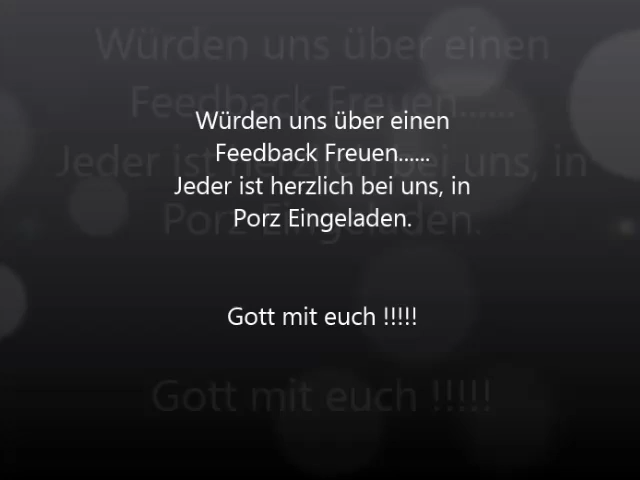 Würden uns über einen
Feedback Freuen......
Jeder ist herzlich bei uns, in
Porz Eingeladen.
Gott mit euch !!!!!